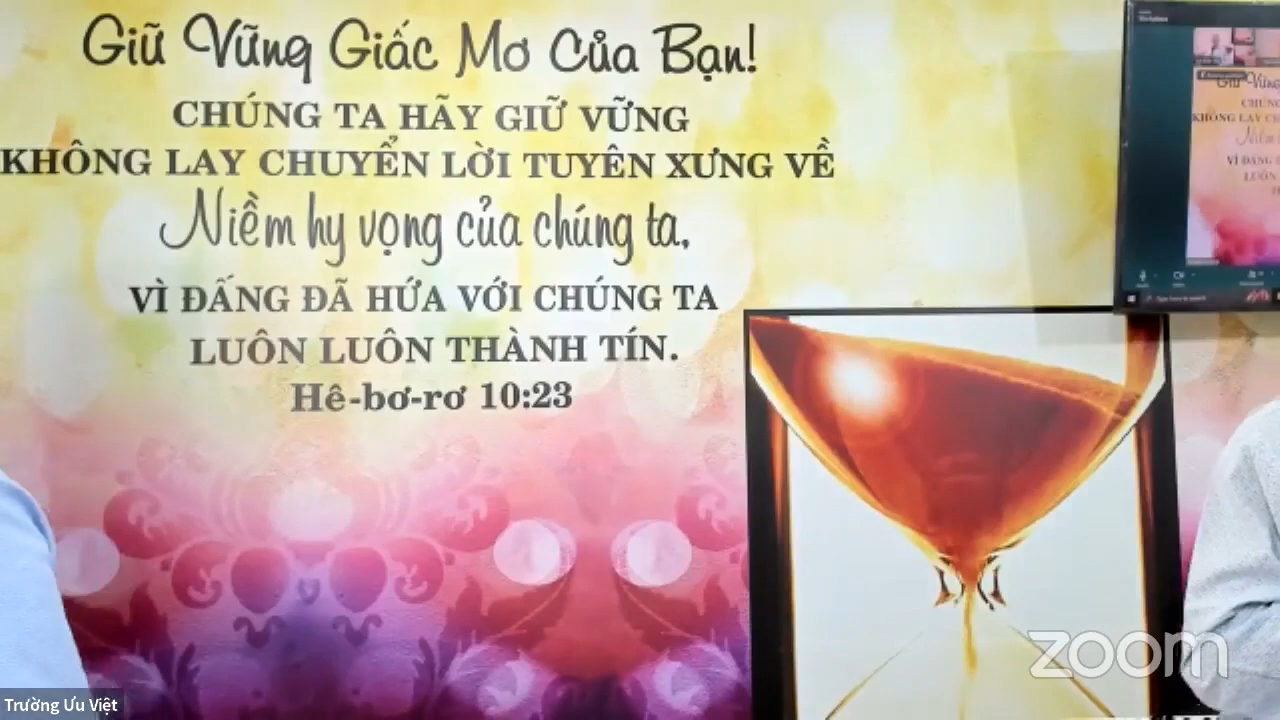 Giữ Vững Giấc Mơ Của Bạn!
CHÚNG TA HÃY GIỮ VỮNG
KHÔNG LAY CHUYỂN LỜI TUYÊN XƯNG VỀ
Niềm hy vọng của chúng ta,
VÌ ĐẤNG ĐÃ HỨA VỚI CHÚNG TA
LUÔN LUÔN THÀNH TÍN.
Hê-bơ-rơ 10:23
zoom
Trường Ưu Việt